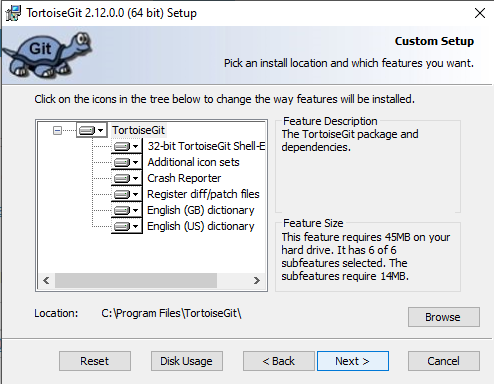 TortoiseGit 2.12.0.0 (64 bit) Setup
Git
Custom Setup
Pick an install location and which features you want.
Click on the icons in the tree below to change the way features will be installed.
TortoiseGit
32-bit TortoiseGit Shell-E
Additional icon sets
Crash Reporter
Register diff/patch files
English (GB) dictionary
English (US) dictionary
Feature Description
The TortoiseGit package and
dependencies.
Feature Size
This feature requires 45MB on your
hard drive. It has 6 of 6
subfeatures selected. The
subfeatures require 14MB.
Location: C:\Program Files\TortoiseGit\
Browse
Reset Disk Usage < Back Next > Cancel